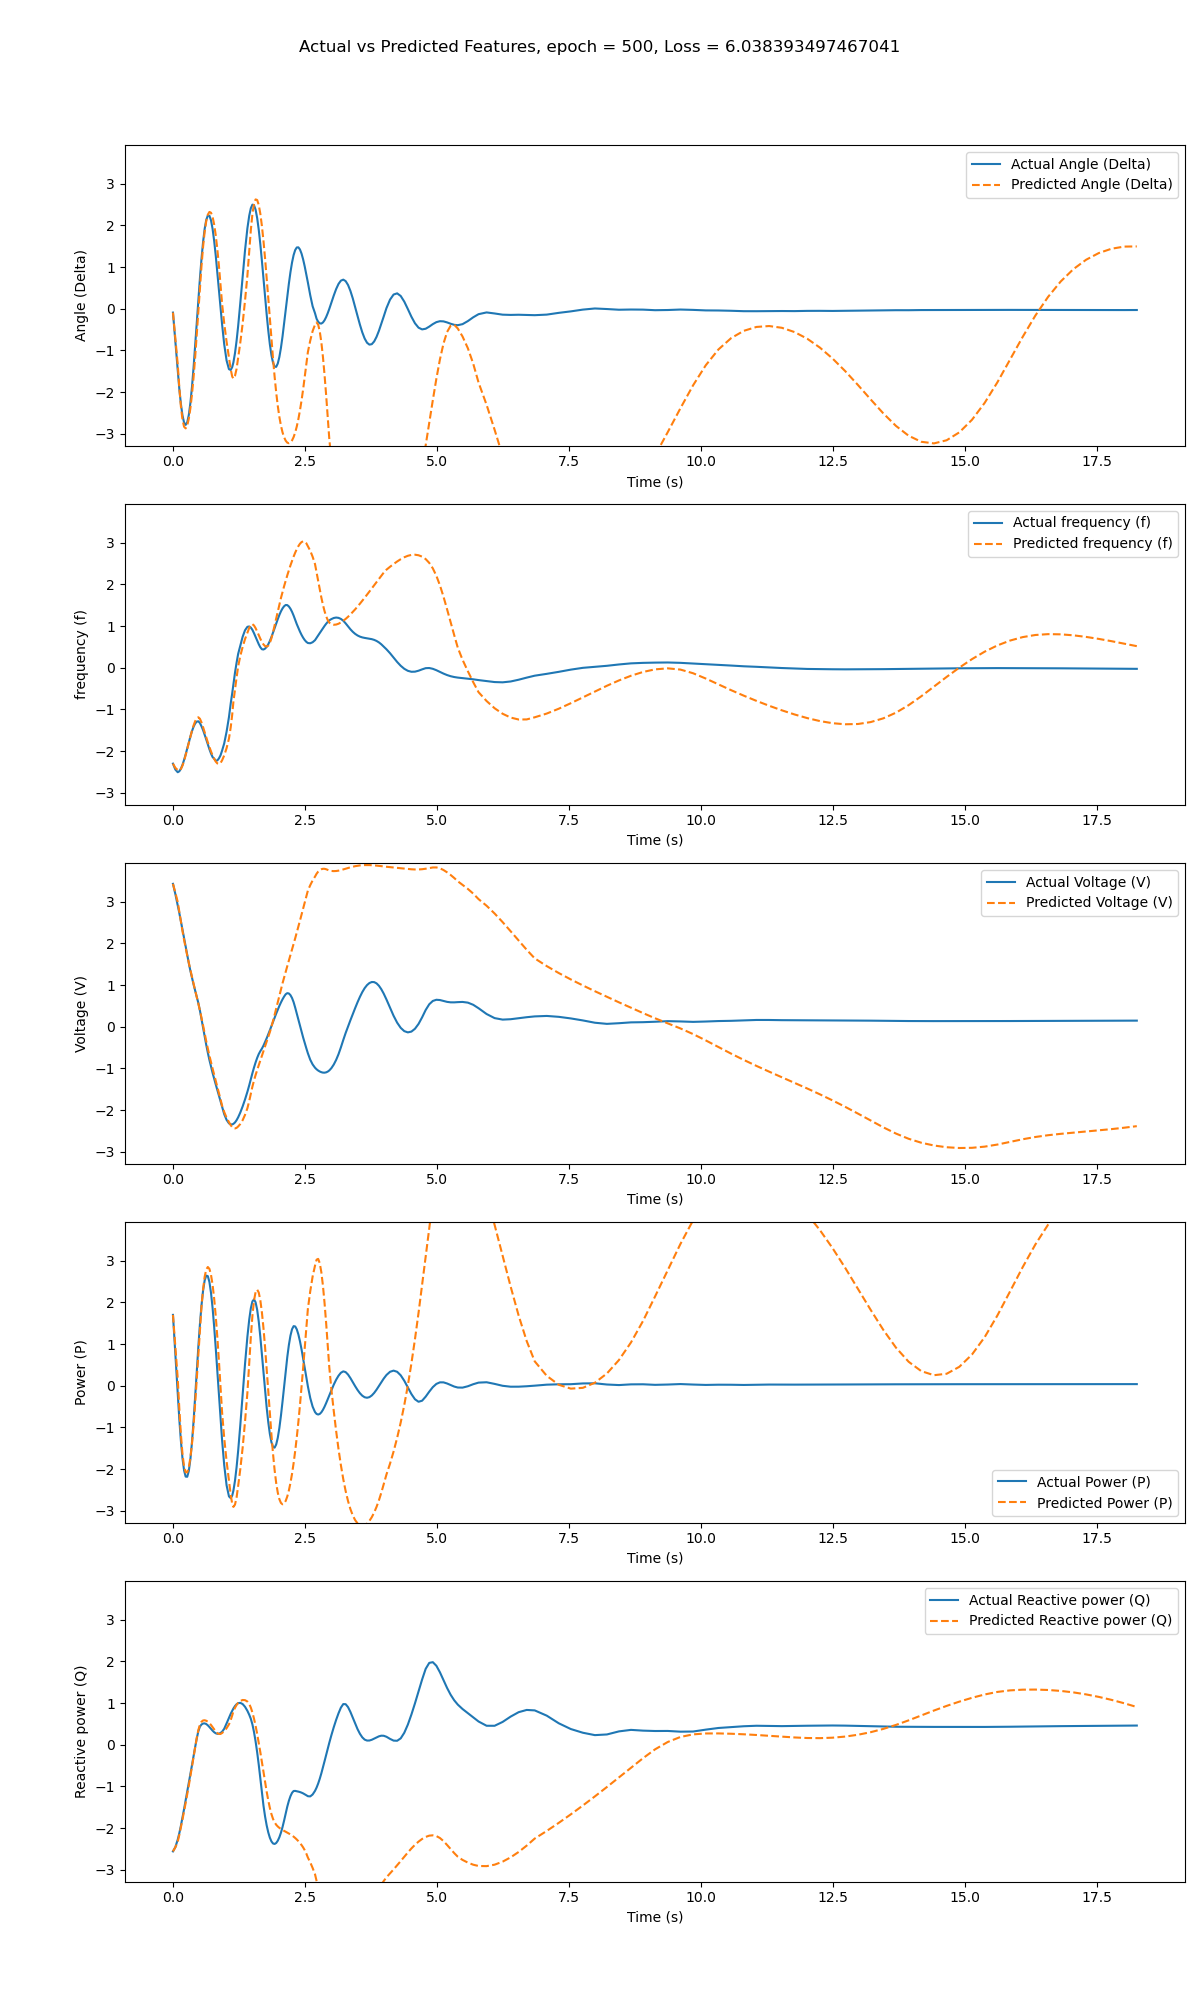 Actual vs Predicted Features, epoch = 500, Loss = 6.038393497467041
Actual Angle (Delta)
Predicted Angle (Delta)
Angle (Delta)
3
2
1
0
−1
−2
−3
0.0 2.5 5.0 7.5 10.0 12.5 15.0 17.5
Time (s)
Actual frequency (f)
Predicted frequency (f)
frequency (f)
3
2
1
0
−1
−2
−3
0.0 2.5 5.0 7.5 10.0 12.5 15.0 17.5
Time (s)
Actual Voltage (V)
Predicted Voltage (V)
Voltage (V)
3
2
1
0
−1
−2
−3
0.0 2.5 5.0 7.5 10.0 12.5 15.0 17.5
Time (s)
Power (P)
3
2
1
0
−1
−2
−3
Actual Power (P)
Predicted Power (P)
0.0 2.5 5.0 7.5 10.0 12.5 15.0 17.5
Time (s)
Actual Reactive power (Q)
Predicted Reactive power (Q)
Reactive power (Q)
3
2
1
0
−1
−2
−3
0.0 2.5 5.0 7.5 10.0 12.5 15.0 17.5
Time (s)